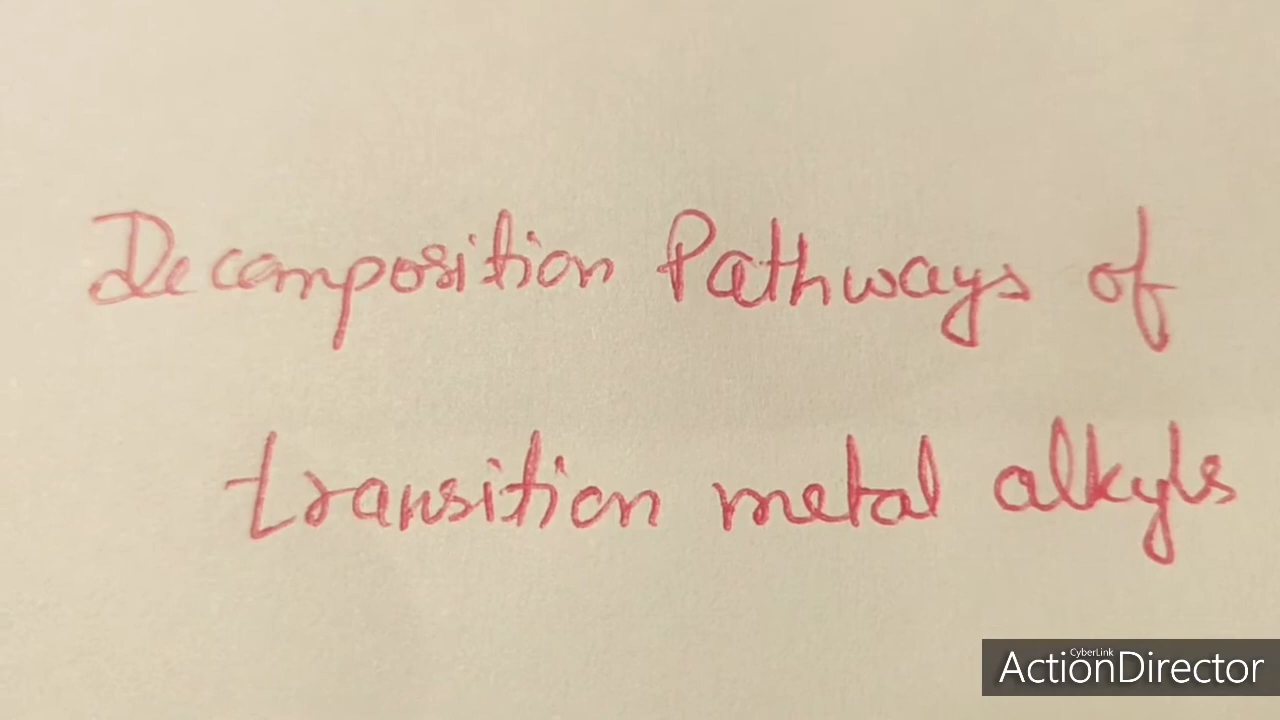 Decomposition Pathways of
transition metal alkyls
CyberLink
ActionDirector